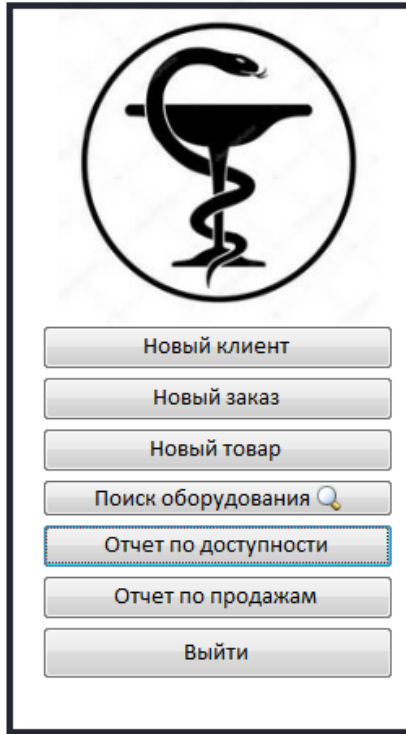 Новый клиент
Новый заказ
Новый товар
Поиск оборудования
Отчет по доступности
Отчет по продажам
Выйти